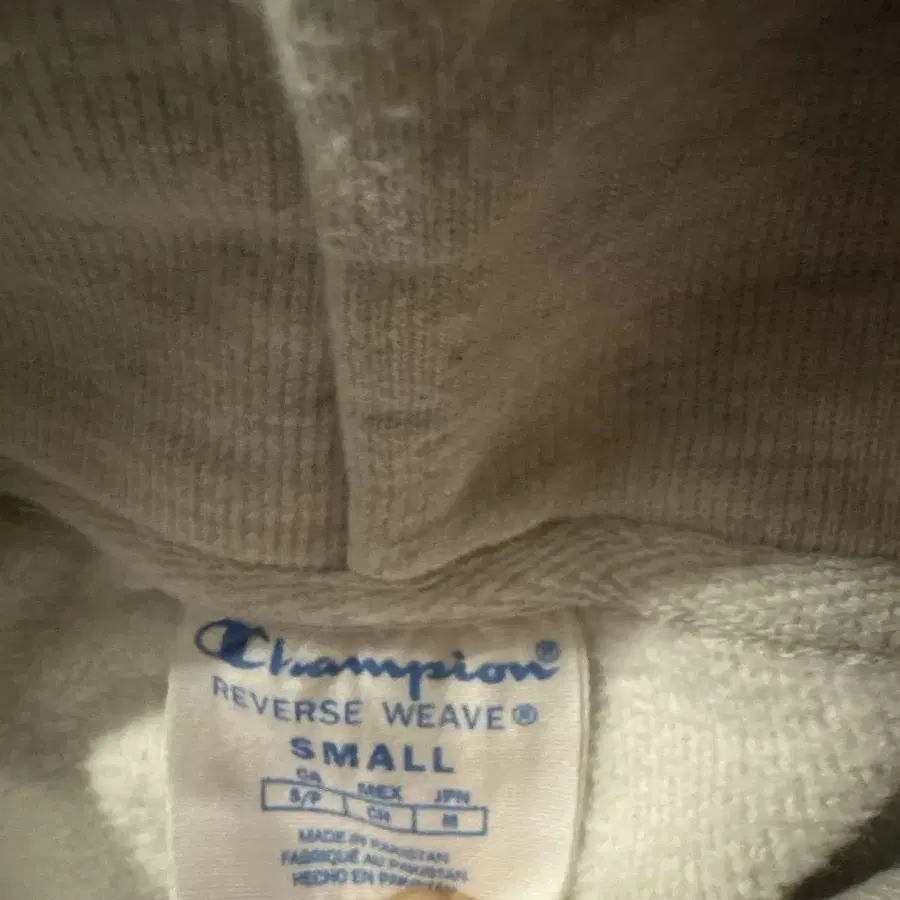 Champion®
REVERSE WEAVE®
SMALL
CA MEX JPN
S/P CH M
MADE IN PAKISTAN
FABRIQUÉ AU PAKISTAN
HECHO EN PAKISTAN